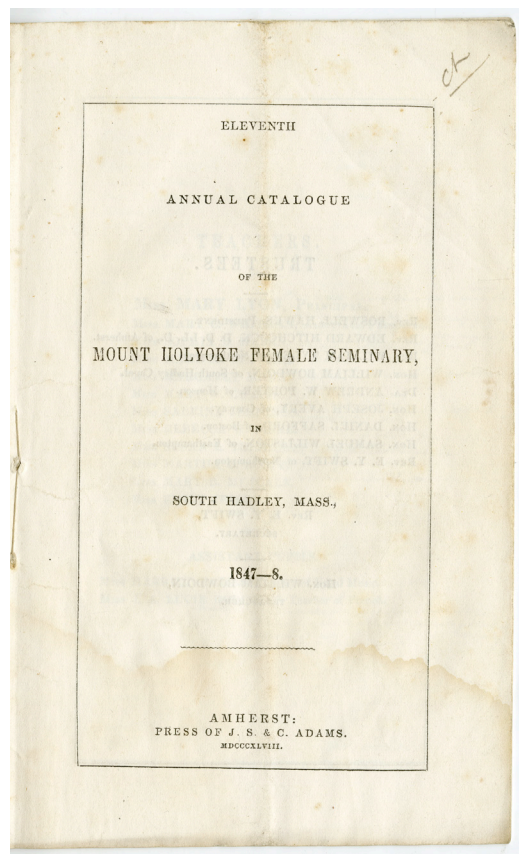 ELEVENTH
ANNUAL CATALOGUE
OF THE
MOUNT HOLYOKE FEMALE SEMINARY,
IN
SOUTH HADLEY, MASS.,
1847—8.
AMHERST:
PRESS OF J. S. & C. ADAMS.
MDCCCXLVIII.